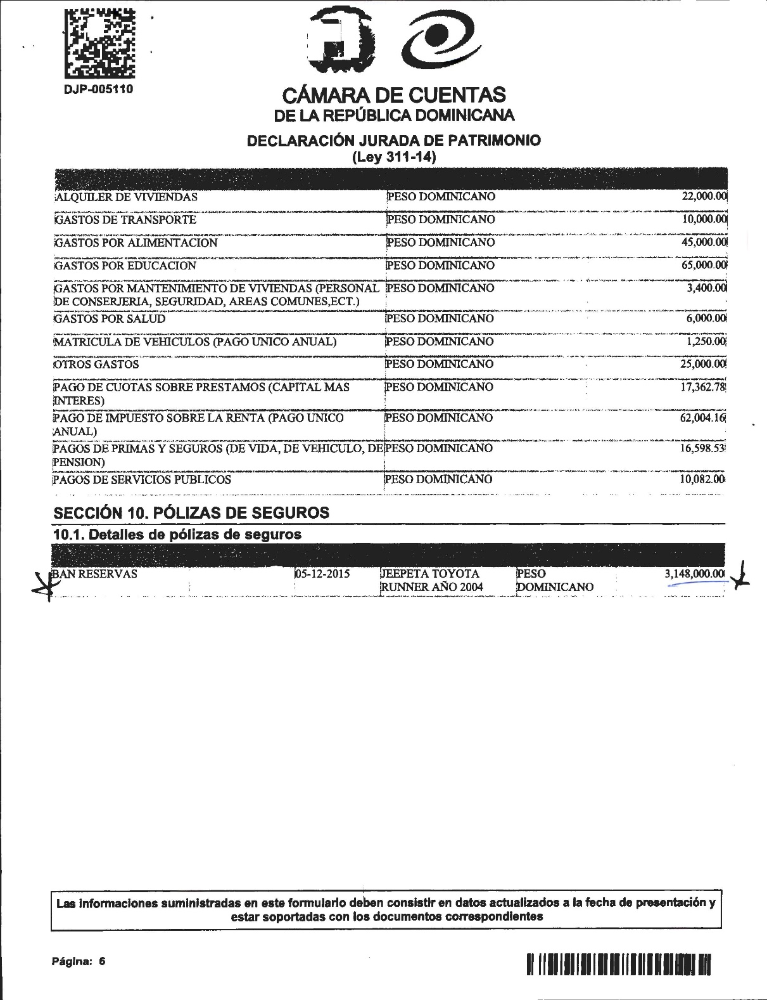 DJP-005110
CÁMARA DE CUENTAS
DE LA REPÚBLICA DOMINICANA
DECLARACIÓN JURADA DE PATRIMONIO
(Ley 311-14)
ALQUILER DE VIVIENDAS PESO DOMINICANO 22,000.00
GASTOS DE TRANSPORTE PESO DOMINICANO 10,000.00
GASTOS POR ALIMENTACION PESO DOMINICANO 45,000.00
GASTOS POR EDUCACION PESO DOMINICANO 65,000.00
GASTOS POR MANTENIMIENTO DE VIVIENDAS (PERSONAL PESO DOMINICANO 3,400.00
DE CONSERJERIA, SEGURIDAD, AREAS COMUNES,ECT.)
GASTOS POR SALUD PESO DOMINICANO 6,000.00
MATRICULA DE VEHICULOS (PAGO UNICO ANUAL) PESO DOMINICANO 1,250.00
OTROS GASTOS PESO DOMINICANO 25,000.00
PAGO DE CUOTAS SOBRE PRESTAMOS (CAPITAL MAS PESO DOMINICANO 17,362.78
INTERES)
PAGO DE IMPUESTO SOBRE LA RENTA (PAGO UNICO PESO DOMINICANO 62,004.16
ANUAL)
PAGOS DE PRIMAS Y SEGUROS (DE VIDA, DE VEHICULO, DE PESO DOMINICANO 16,598.53
PENSION)
PAGOS DE SERVICIOS PUBLICOS PESO DOMINICANO 10,082.00
SECCIÓN 10. PÓLIZAS DE SEGUROS
10.1. Detalles de pólizas de seguros
BAN RESERVAS 05-12-2015 JEEPETA TOYOTA PESO 3,148,000.00
RUNNER AÑO 2004 DOMINICANO
Las informaciones suministradas en este formulario deben consistir en datos actualizados a la fecha de presentación y
estar soportadas con los documentos correspondientes
Página: 6